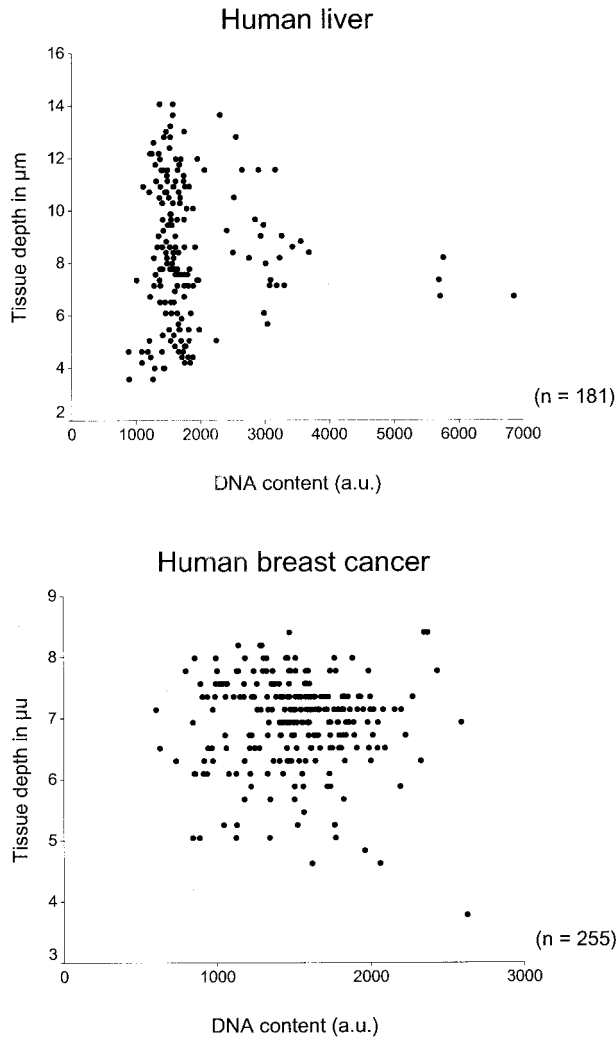 Human liver
16
14
12
10
8
6
4
2
0 1000 2000 3000 4000 5000 6000 7000
Tissue depth in µm
(n = 181)
DNA content (a.u.)
Human breast cancer
9
8
7
6
5
4
3
0 1000 2000 3000
Tissue depth in µu
(n = 255)
DNA content (a.u.)